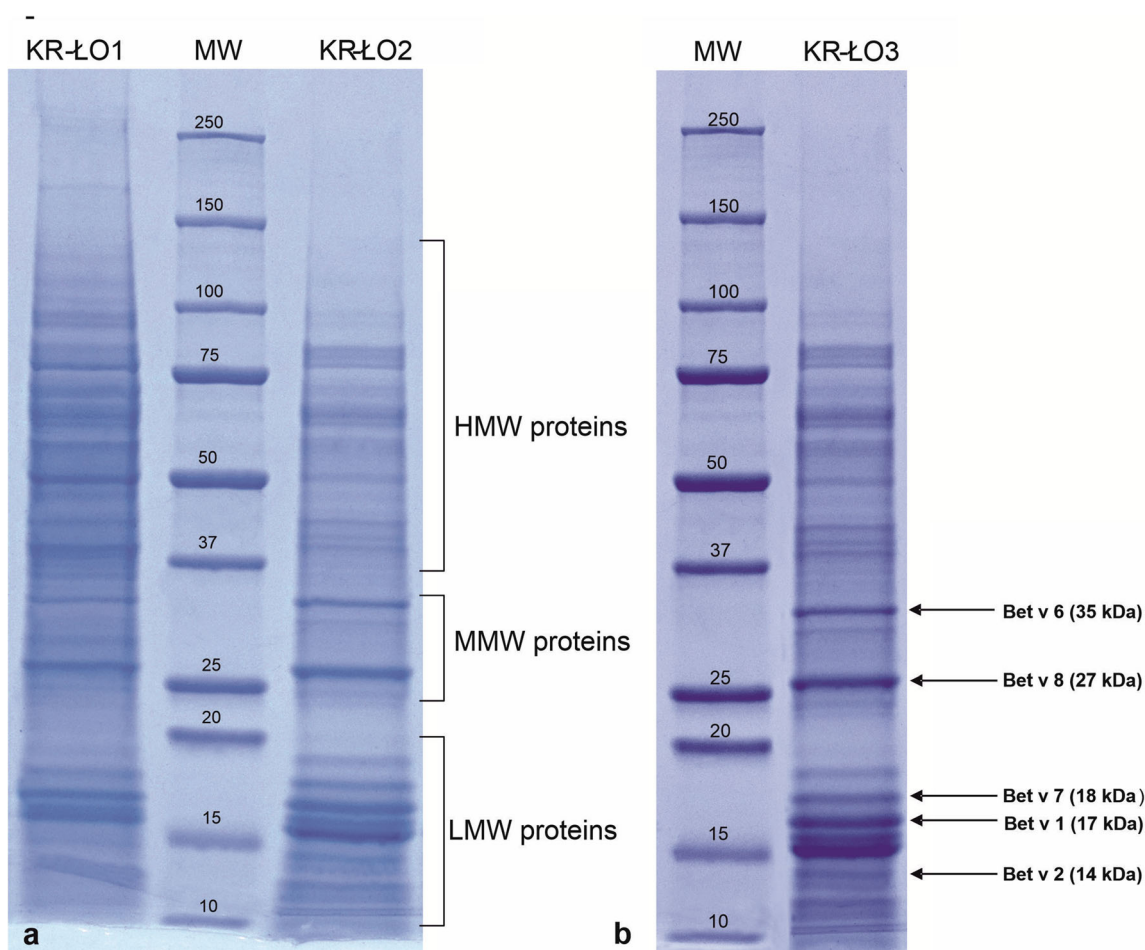 -
KR-ŁO1 MW KR-ŁO2
250
150
100
75
50
37
25
20
15
10
HMW proteins
MMW proteins
LMW proteins
a
MW KR-ŁO3
250
150
100
75
50
37
25
20
15
10
Bet v 6 (35 kDa)
Bet v 8 (27 kDa)
Bet v 7 (18 kDa)
Bet v 1 (17 kDa)
Bet v 2 (14 kDa)
b